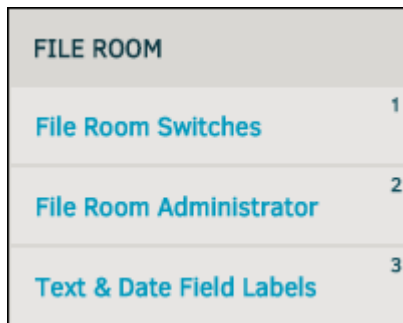 FILE ROOM
File Room Switches 1
File Room Administrator 2
Text & Date Field Labels 3